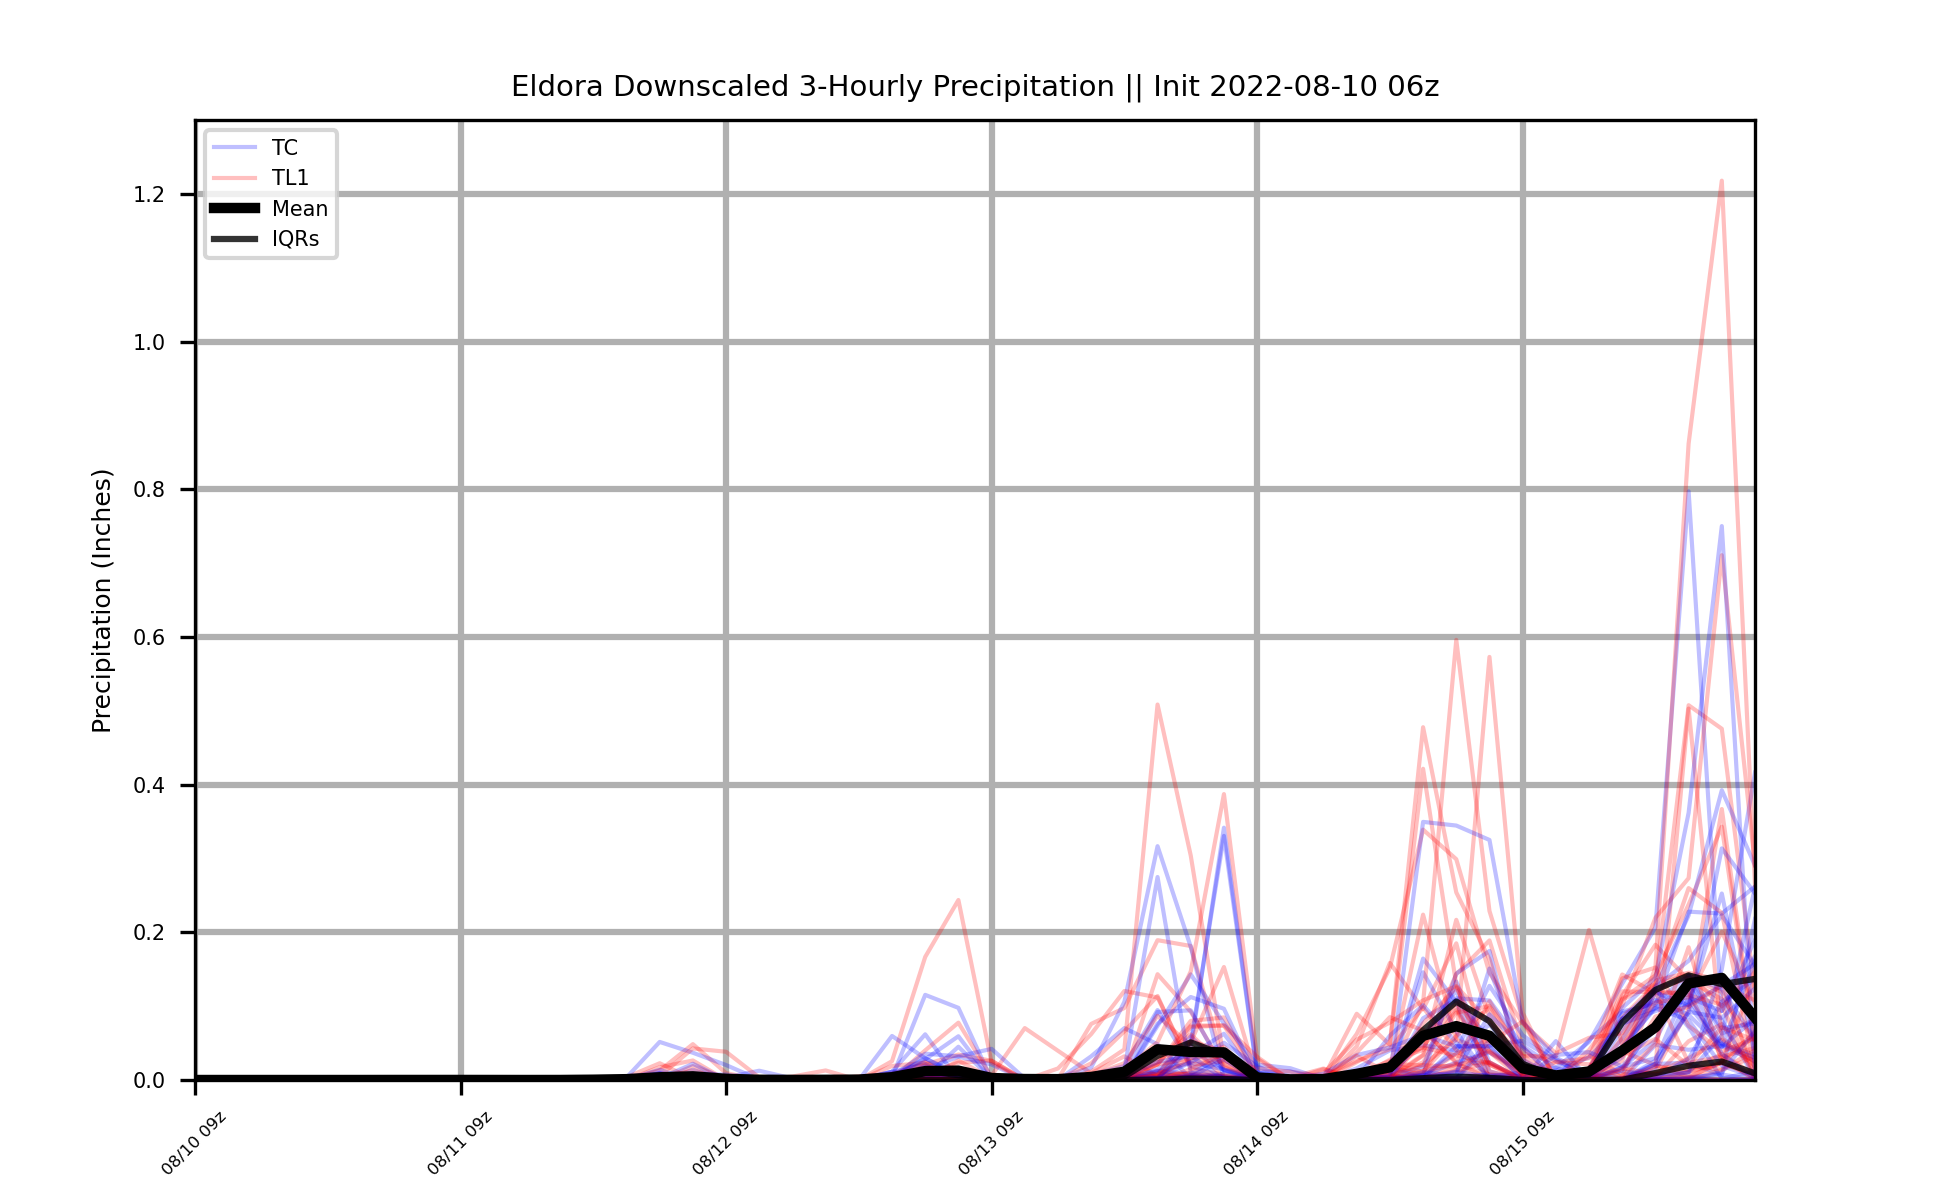 Eldora Downscaled 3-Hourly Precipitation || Init 2022-08-10 06z
TC
TL1
Mean
IQRs
Precipitation (Inches)
1.2
1.0
0.8
0.6
0.4
0.2
0.0
08/10 09z
08/11 09z
08/12 09z
08/13 09z
08/14 09z
08/15 09z